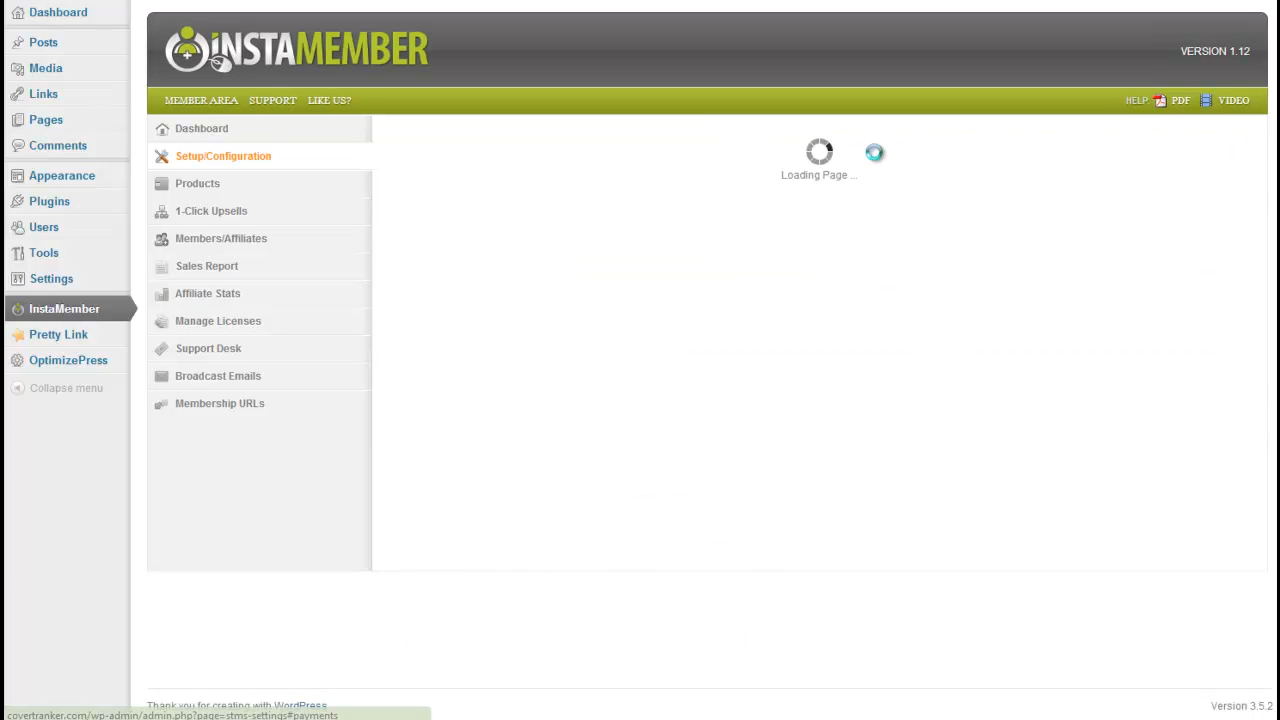 Dashboard
Posts
Media
Links
Pages
Comments
Appearance
Plugins
Users
Tools
Settings
InstaMember
Pretty Link
OptimizePress
Collapse menu
INSTAMEMBER
VERSION 1.12
MEMBER AREA SUPPORT LIKE US?
HELP: PDF VIDEO
Dashboard
Setup/Configuration
Products
1-Click Upsells
Members/Affiliates
Sales Report
Affiliate Stats
Manage Licenses
Support Desk
Broadcast Emails
Membership URLs
Loading Page ...
Thank you for creating with WordPress
Version 3.5.2
covertranker.com/wp-admin/admin.php?page=stms-settings#payments